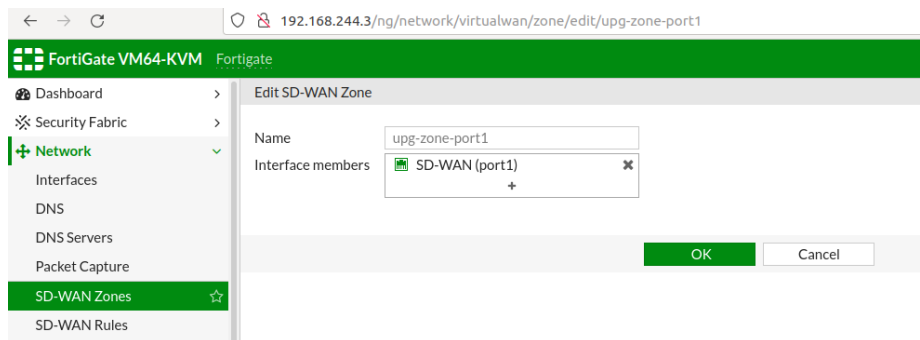 192.168.244.3/ng/network/virtualwan/zone/edit/upg-zone-port1
FortiGate VM64-KVM Fortigate
Dashboard
Security Fabric
Network
Interfaces
DNS
DNS Servers
Packet Capture
SD-WAN Zones
SD-WAN Rules
Edit SD-WAN Zone
Name upg-zone-port1
Interface members SD-WAN (port1)
+
OK Cancel